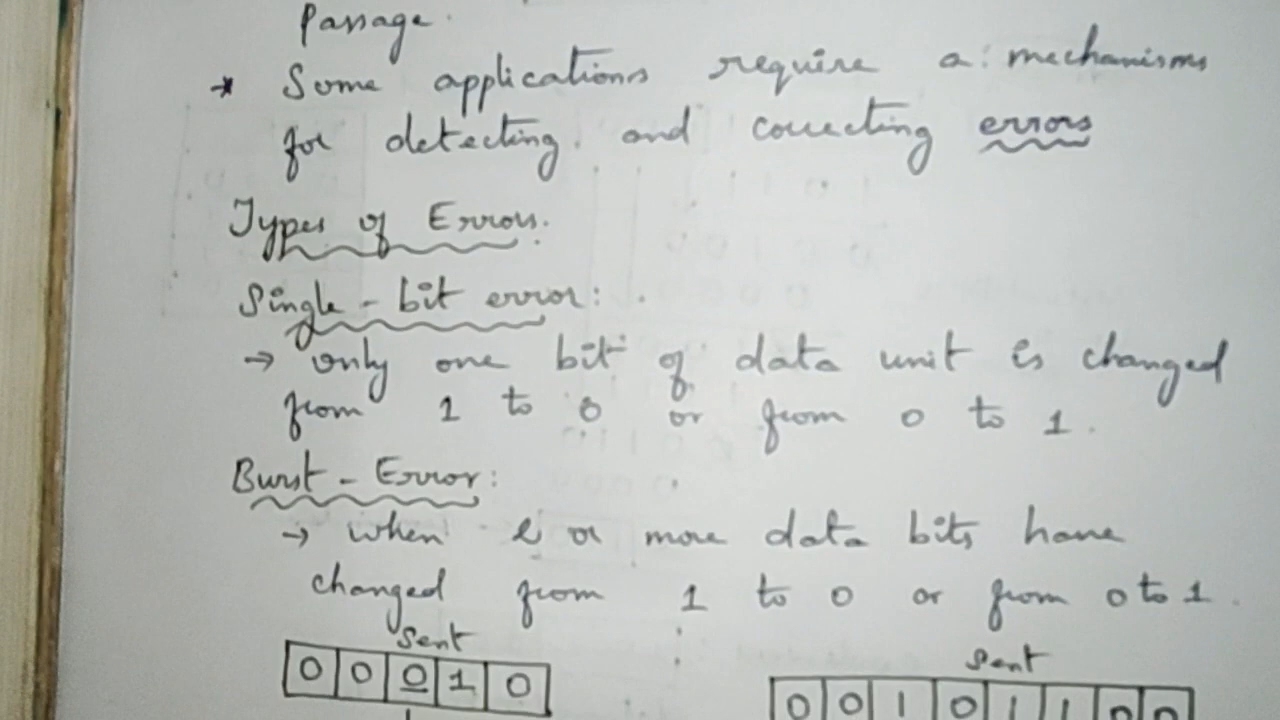 Passage.
* Some applications require a mechanisms
for detecting and correcting errors
Types of Errors.
Single - bit error:
→ only one bit of data unit is changed
from 1 to 0 or from 0 to 1.
Burst - Error:
→ when 2 or more data bits have
changed from 1 to 0 or from 0 to 1.
Sent
0 0 0 1 0
Sent
0 0 1 0 1 1 0 0